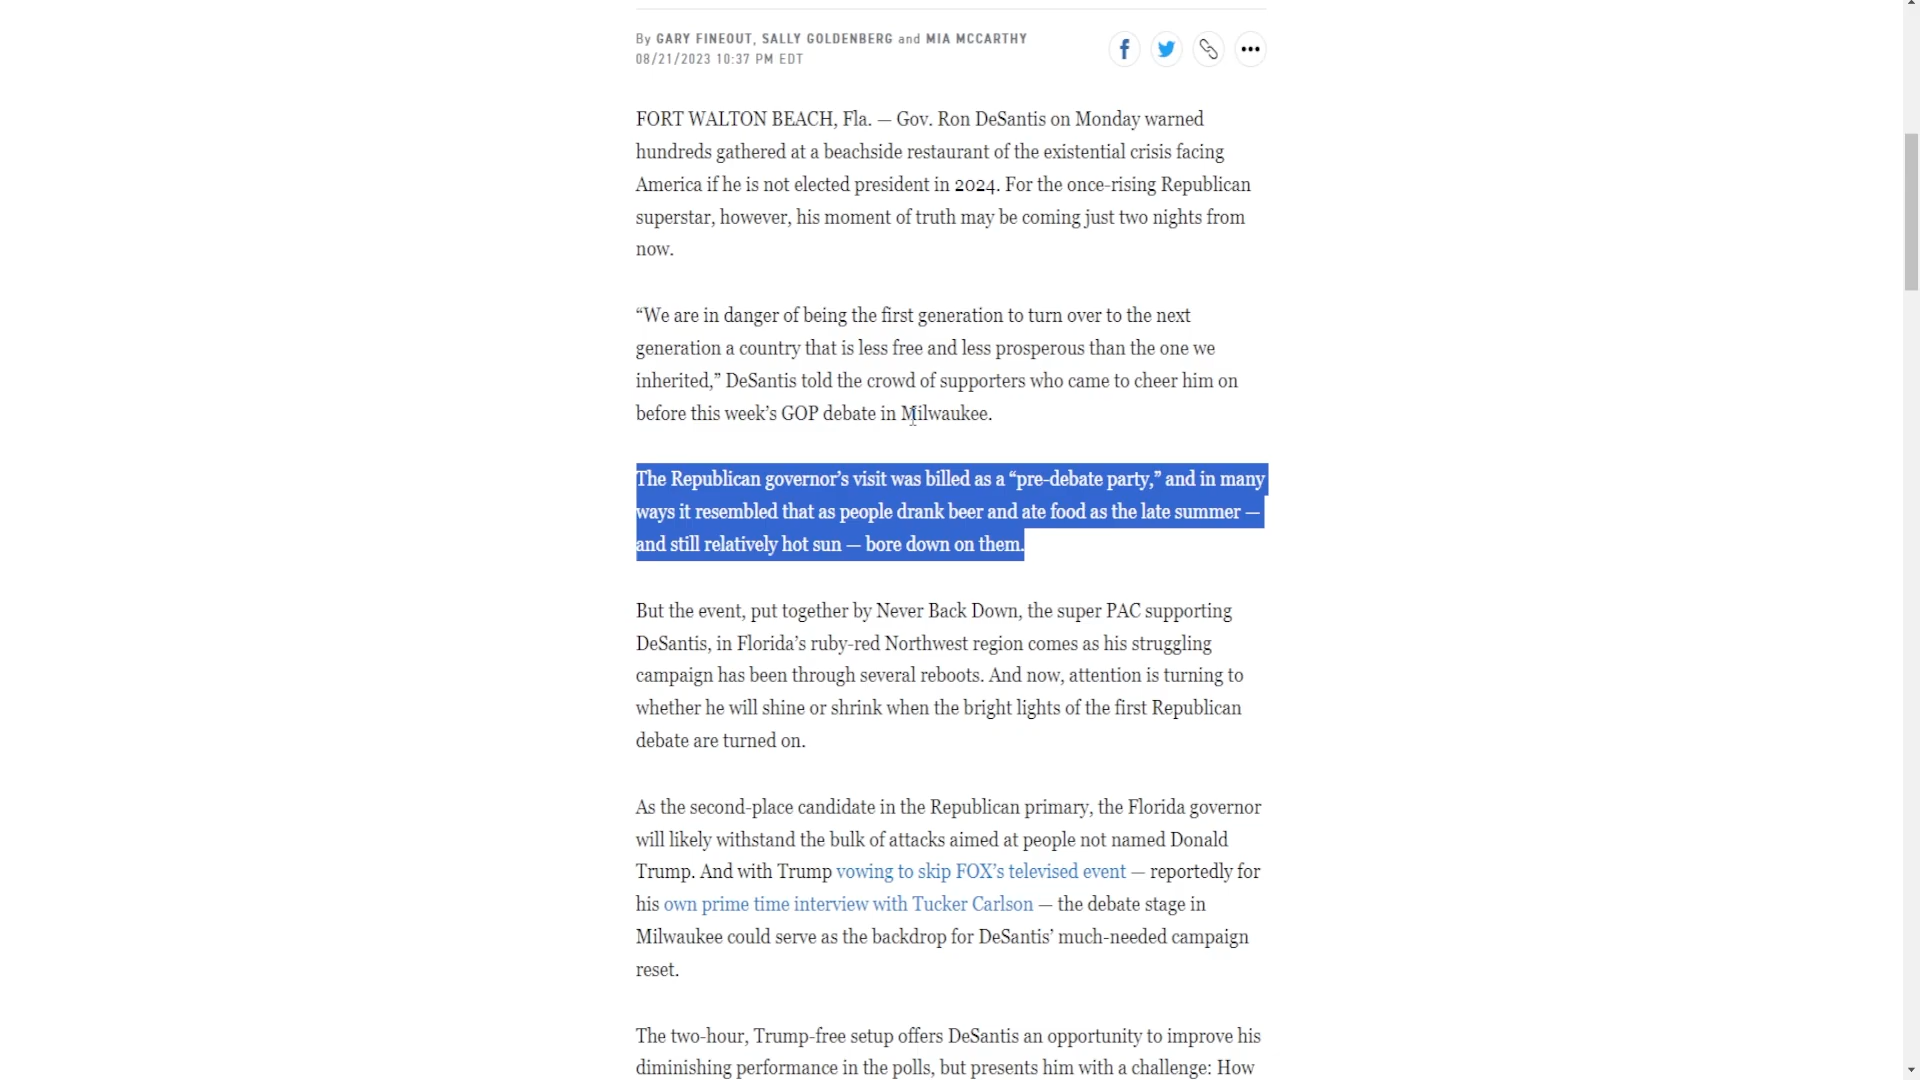 By GARY FINEOUT, SALLY GOLDENBERG and MIA MCCARTHY
08/21/2023 10:37 PM EDT
FORT WALTON BEACH, Fla. — Gov. Ron DeSantis on Monday warned
hundreds gathered at a beachside restaurant of the existential crisis facing
America if he is not elected president in 2024. For the once-rising Republican
superstar, however, his moment of truth may be coming just two nights from
now.
“We are in danger of being the first generation to turn over to the next
generation a country that is less free and less prosperous than the one we
inherited,” DeSantis told the crowd of supporters who came to cheer him on
before this week’s GOP debate in Milwaukee.
The Republican governor’s visit was billed as a “pre-debate party,” and in many
ways it resembled that as people drank beer and ate food as the late summer —
and still relatively hot sun — bore down on them.
But the event, put together by Never Back Down, the super PAC supporting
DeSantis, in Florida’s ruby-red Northwest region comes as his struggling
campaign has been through several reboots. And now, attention is turning to
whether he will shine or shrink when the bright lights of the first Republican
debate are turned on.
As the second-place candidate in the Republican primary, the Florida governor
will likely withstand the bulk of attacks aimed at people not named Donald
Trump. And with Trump vowing to skip FOX’s televised event — reportedly for
his own prime time interview with Tucker Carlson — the debate stage in
Milwaukee could serve as the backdrop for DeSantis’ much-needed campaign
reset.
The two-hour, Trump-free setup offers DeSantis an opportunity to improve his
diminishing performance in the polls, but presents him with a challenge: How